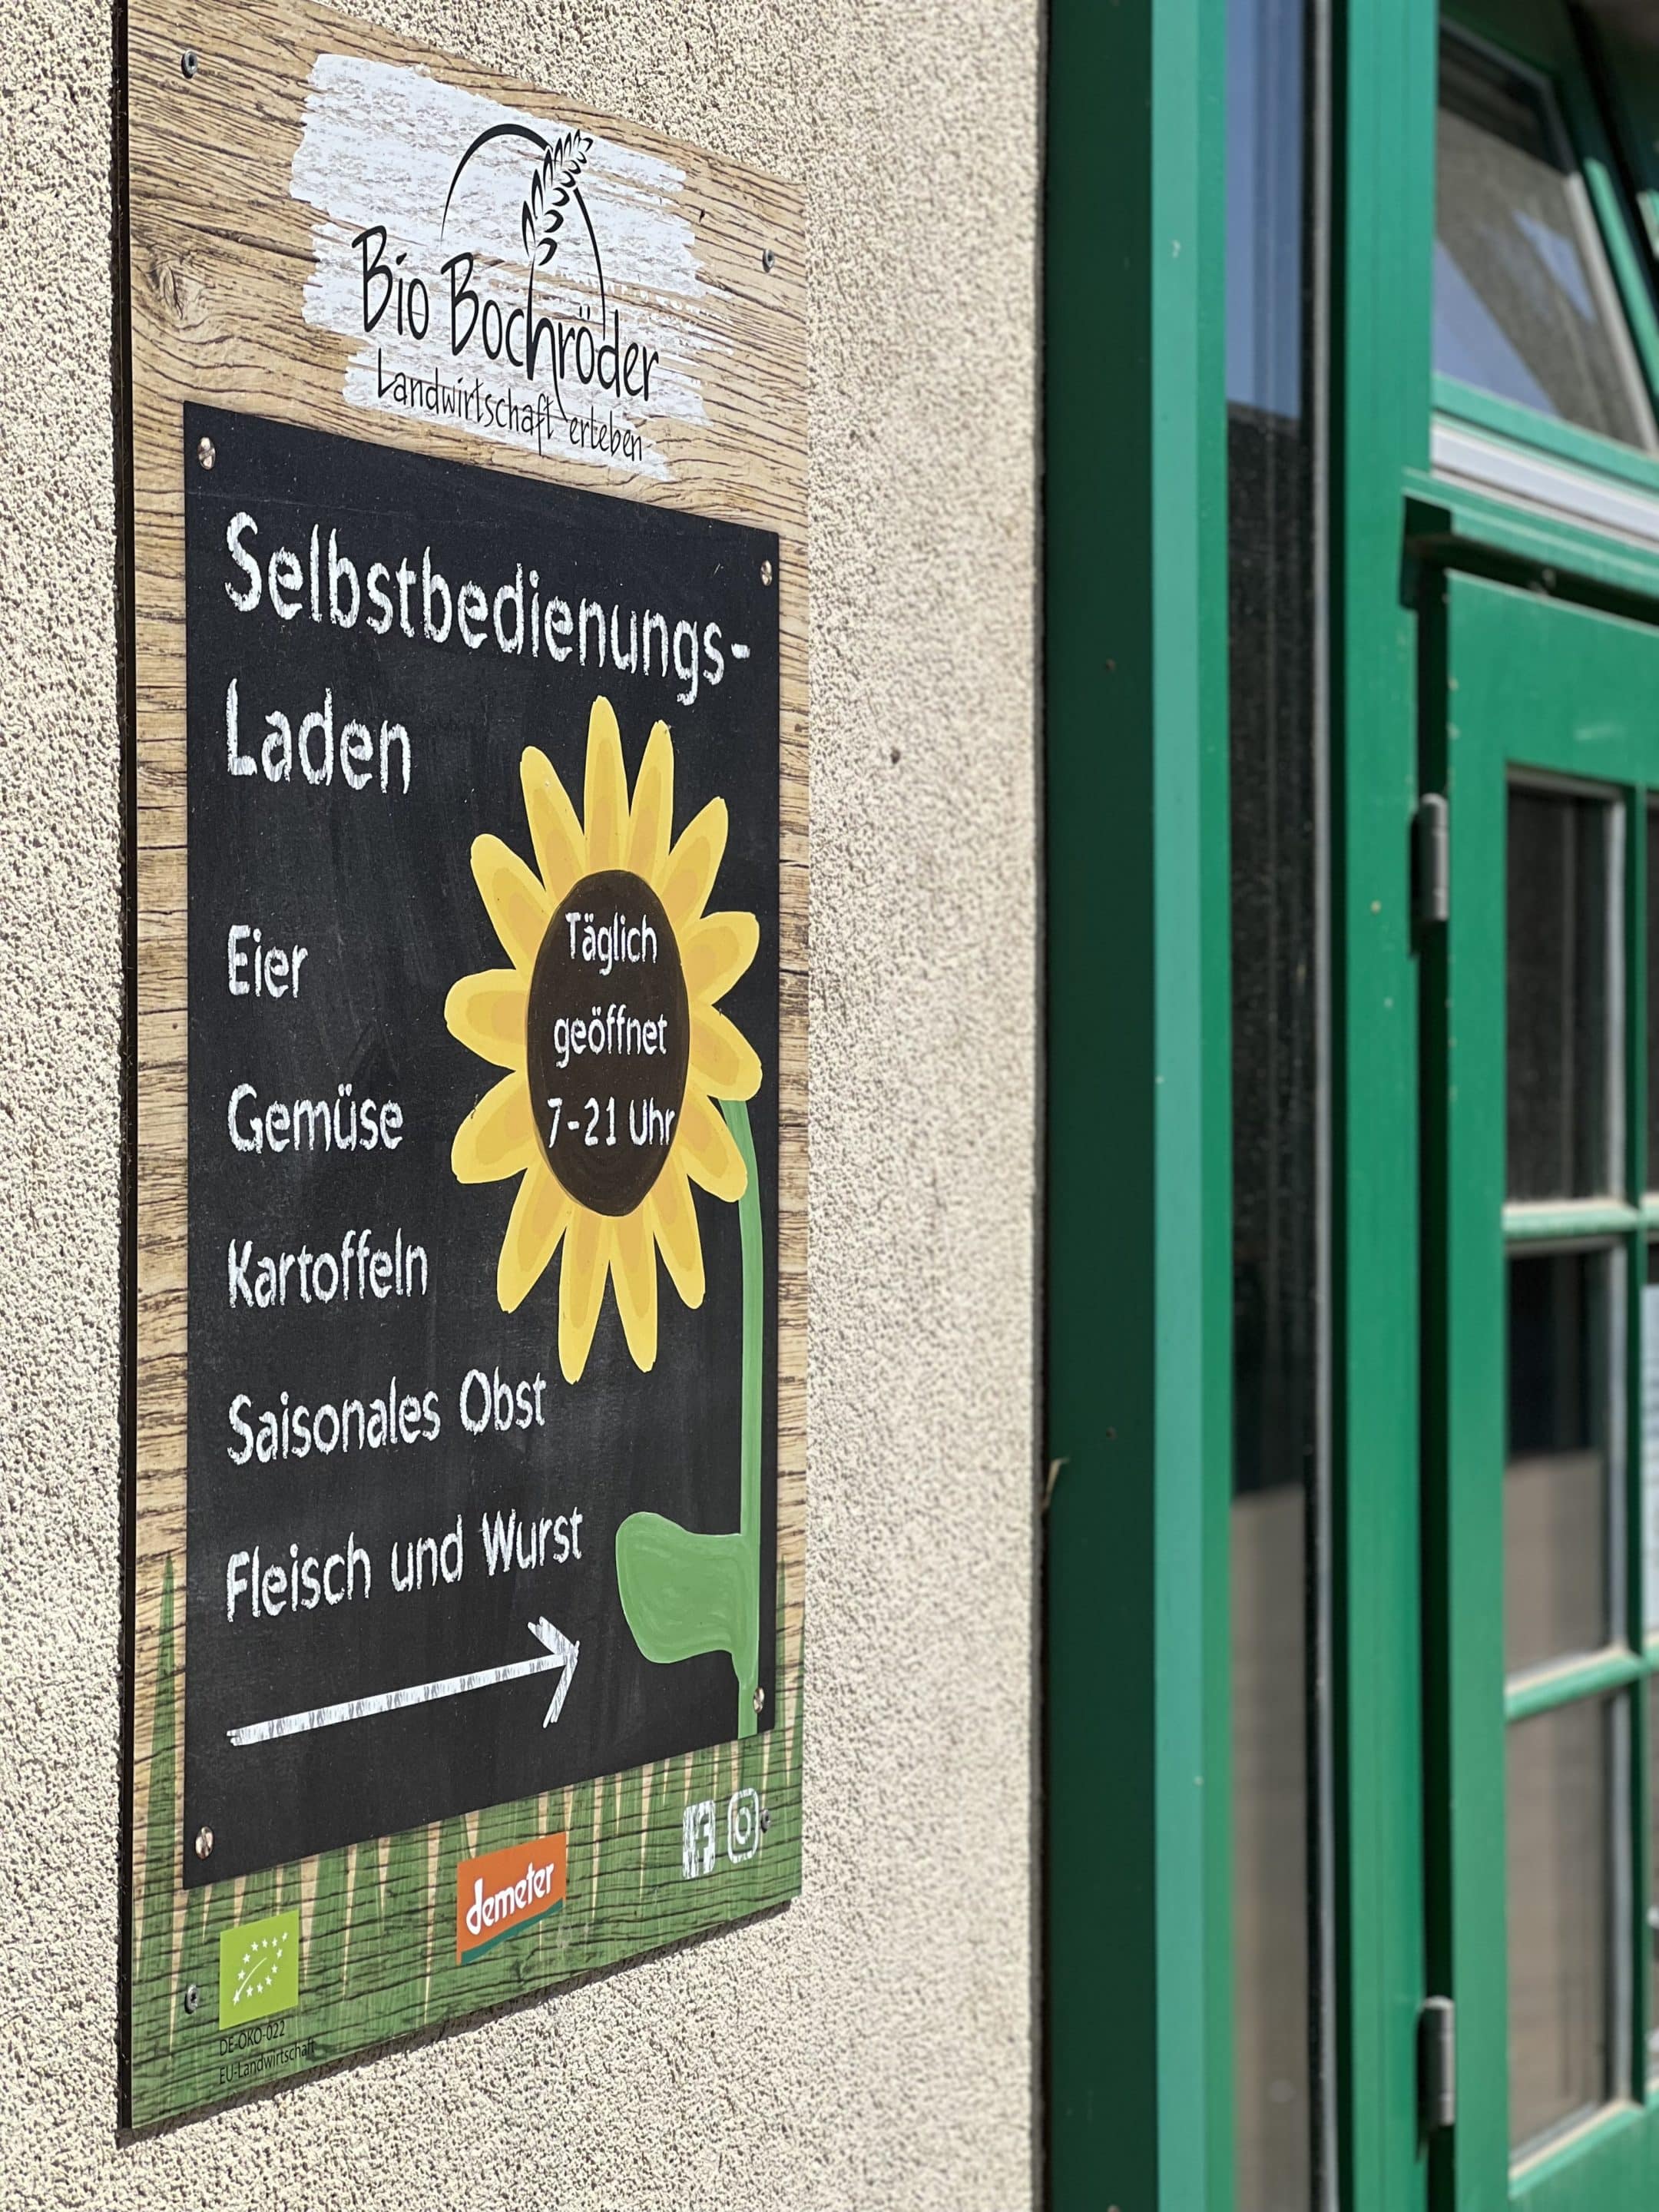 Bio Bochröder
Landwirtschaft erleben
Selbstbedienungs-
Laden
Täglich
geöffnet
7-21 Uhr
Eier
Gemüse
Kartoffeln
Saisonales Obst
Fleisch und Wurst
demeter
DE-ÖKO-022
EU-Landwirtschaft